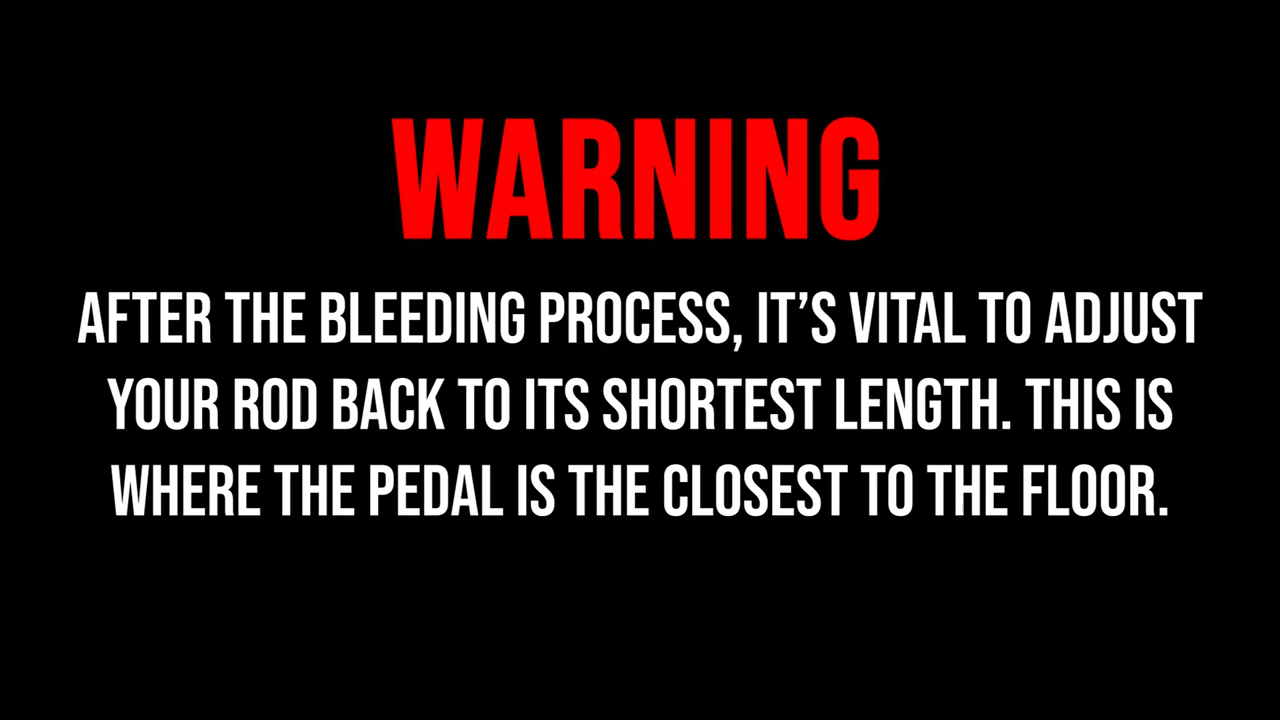 WARNING
AFTER THE BLEEDING PROCESS, IT’S VITAL TO ADJUST
YOUR ROD BACK TO ITS SHORTEST LENGTH. THIS IS
WHERE THE PEDAL IS THE CLOSEST TO THE FLOOR.